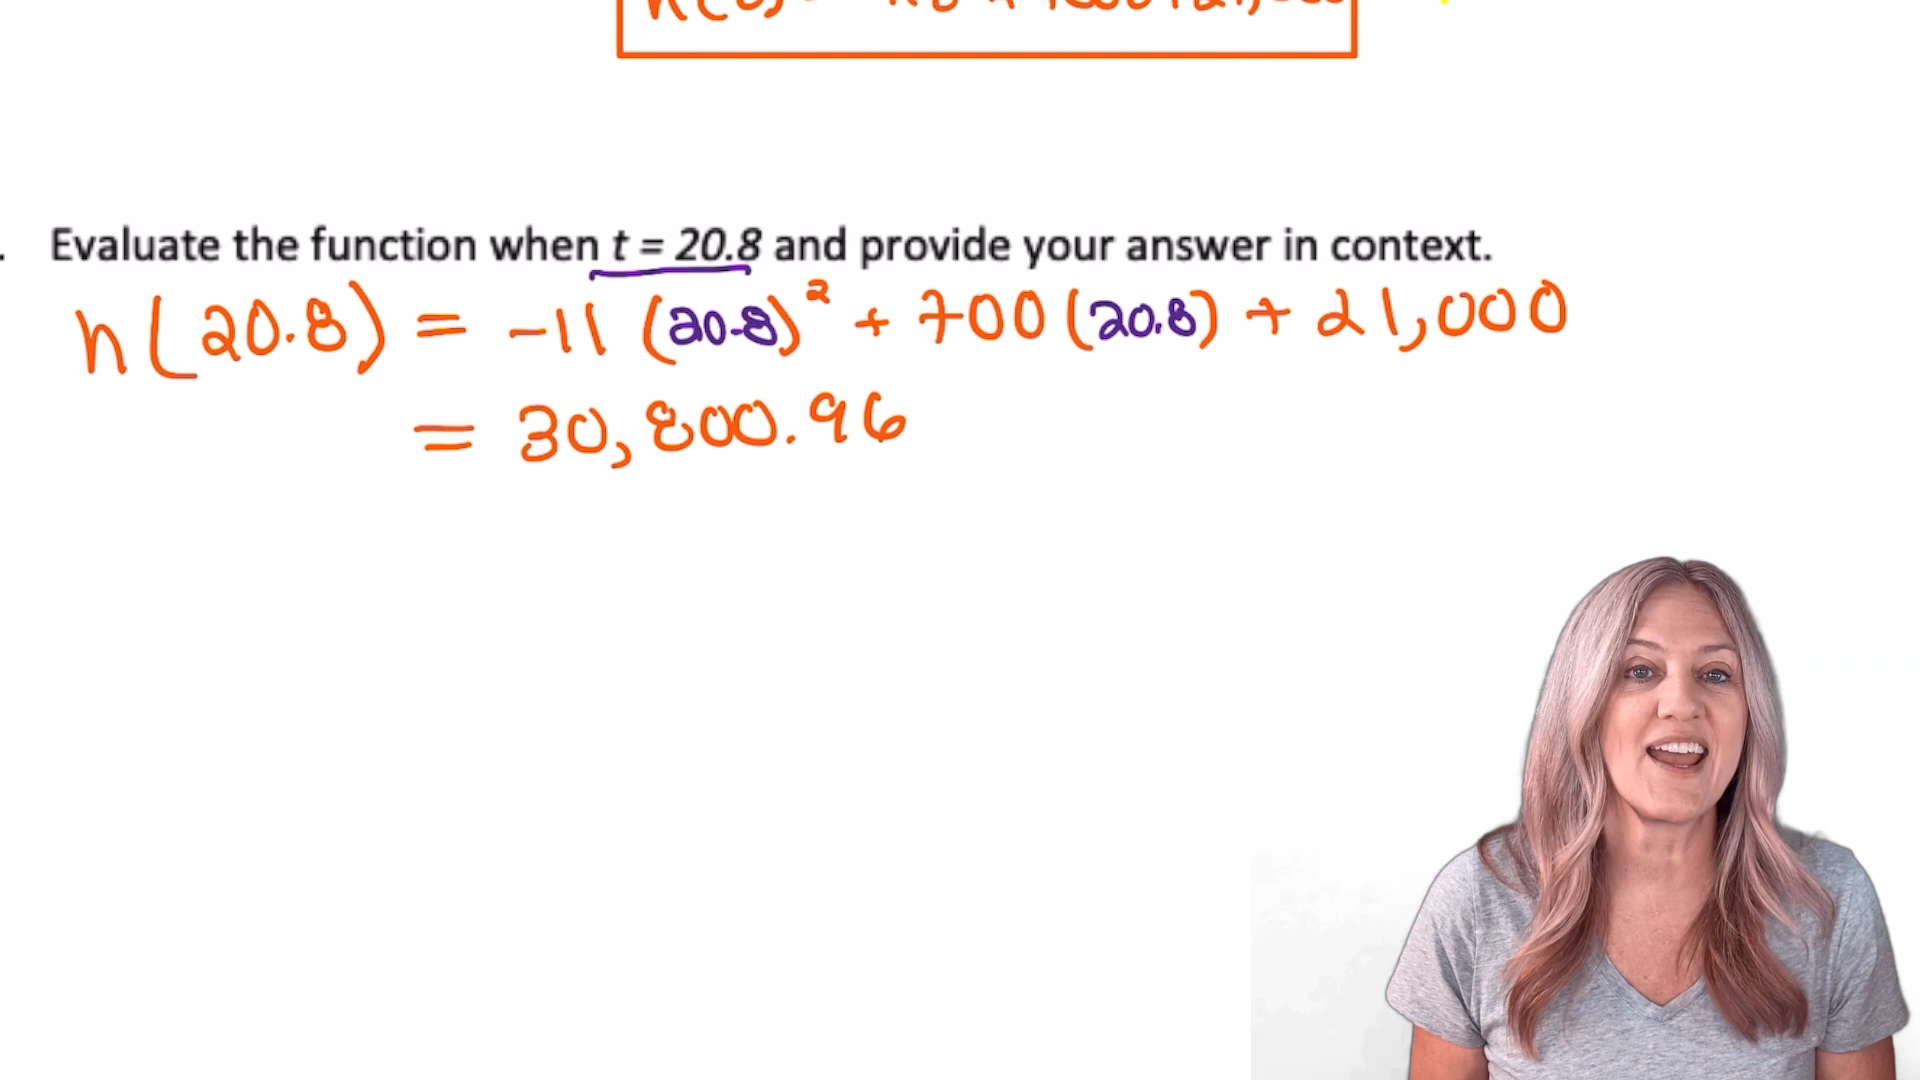 . Evaluate the function when t = 20.8 and provide your answer in context.
h(20.8) = -11 (20.8)² + 700 (20.8) + 21,000
= 30,800.96